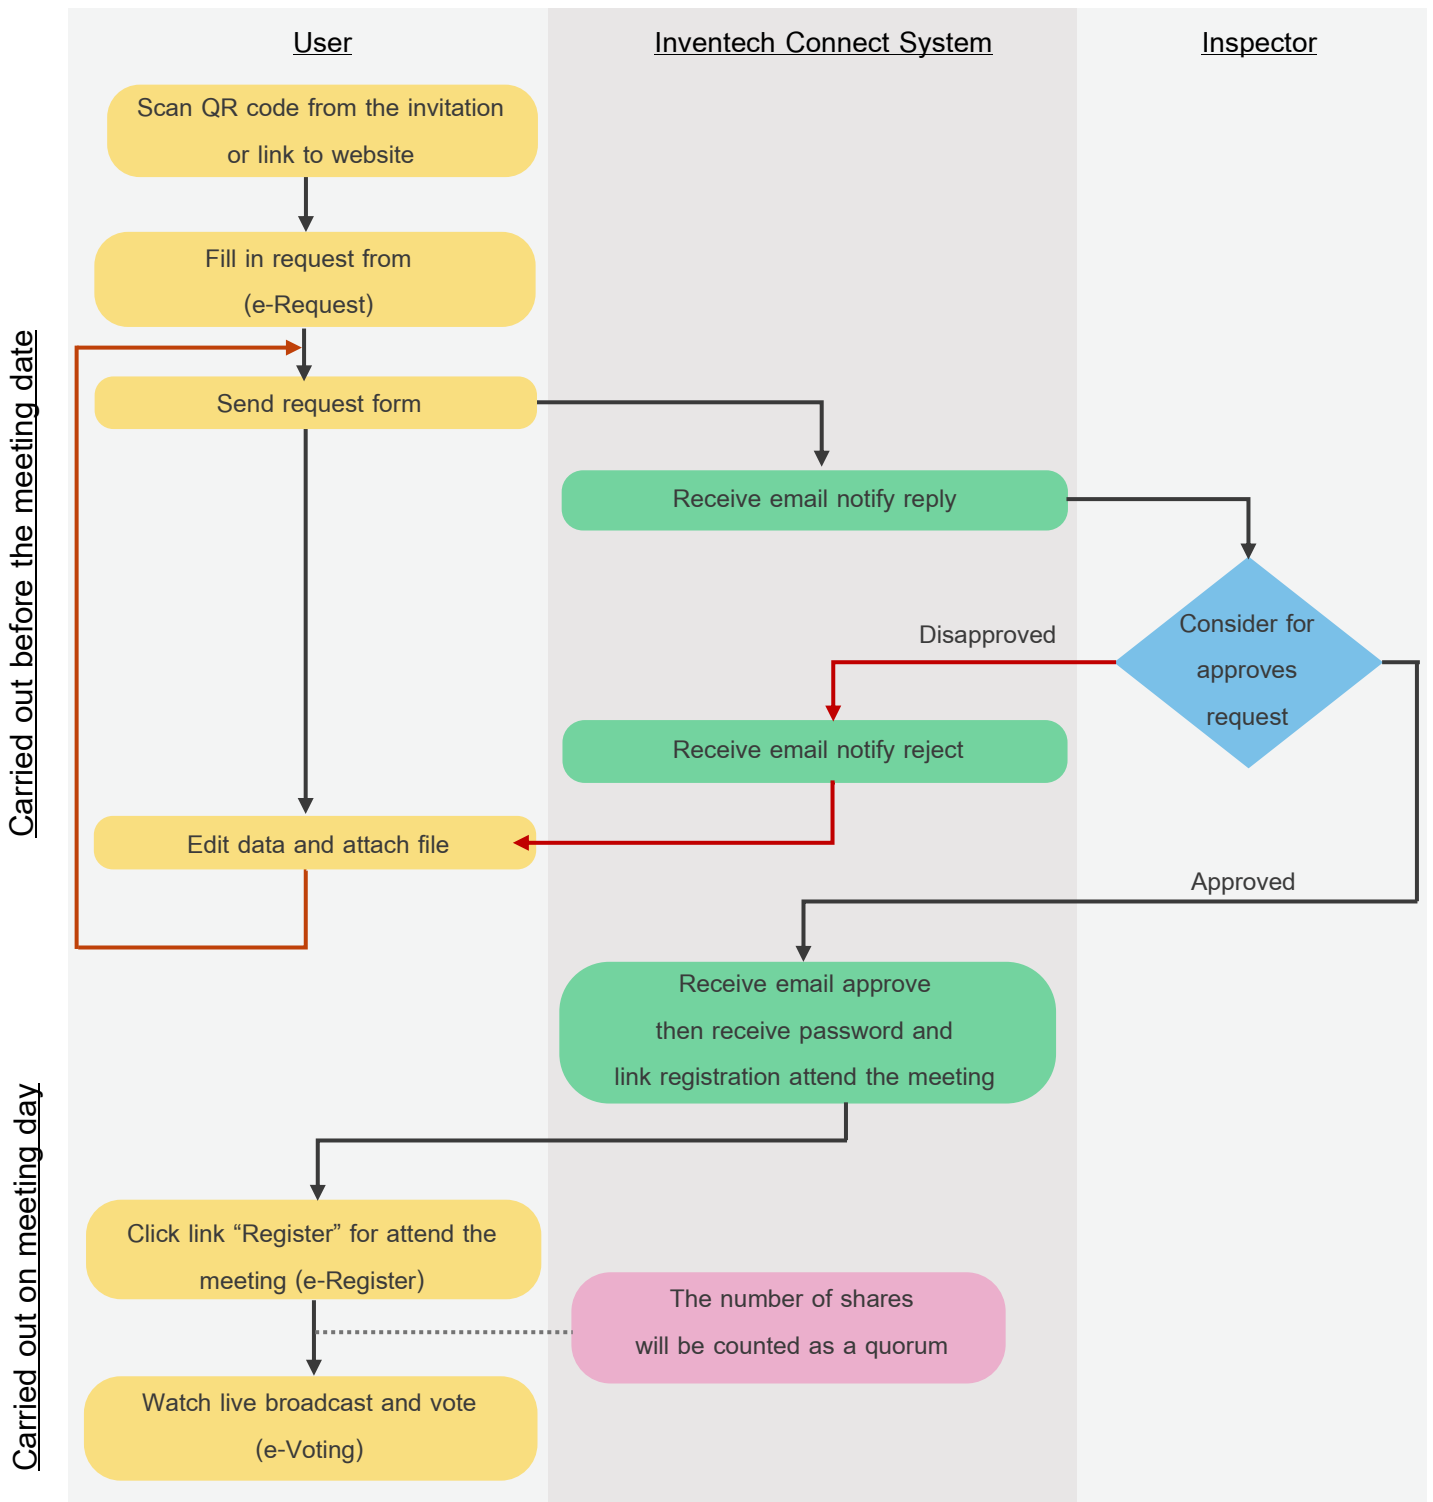 User
Inventech Connect System
Inspector
Scan QR code from the invitation
or link to website
Fill in request from
(e-Request)
Send request form
Receive email notify reply
Consider for
approves
request
Disapproved
Receive email notify reject
Edit data and attach file
Approved
Receive email approve
then receive password and
link registration attend the meeting
Click link “Register” for attend the
meeting (e-Register)
The number of shares
will be counted as a quorum
Watch live broadcast and vote
(e-Voting)
Carried out before the meeting date
Carried out on meeting day